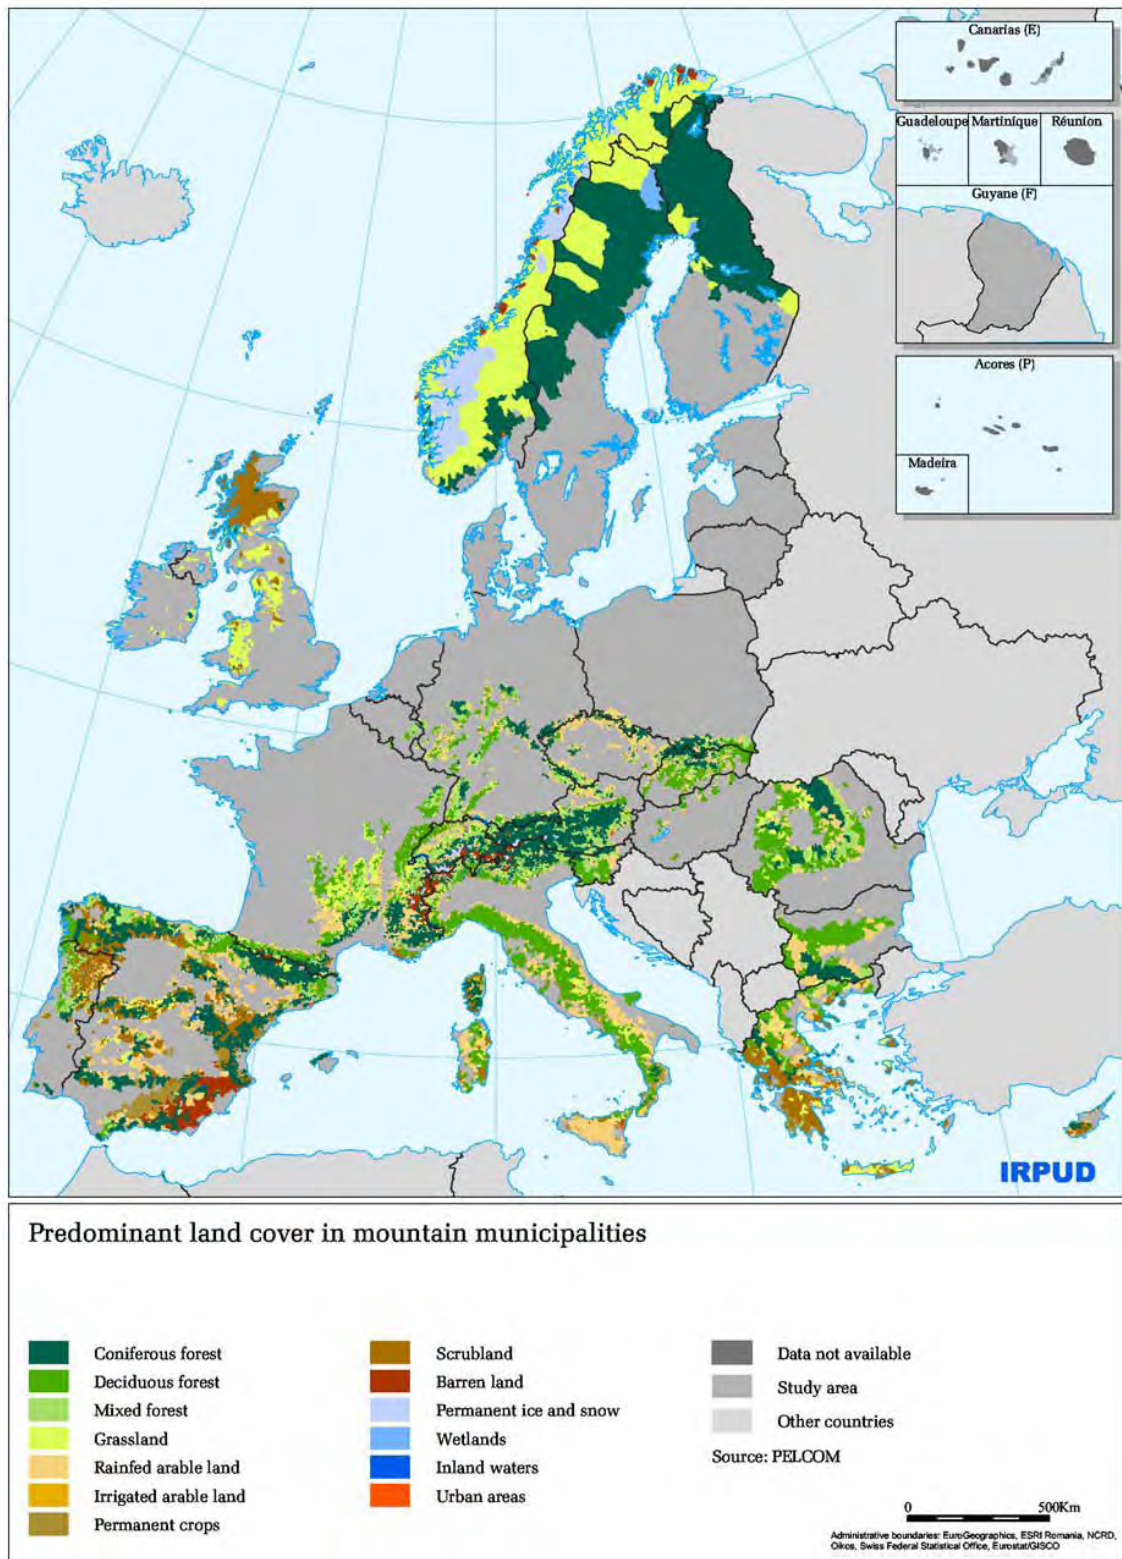 Canarias (E)
Guadeloupe
Martinique
Réunion
Guyane (F)
Acores (P)
Madeira
IRPUD
Predominant land cover in mountain municipalities
Coniferous forest
Deciduous forest
Mixed forest
Grassland
Rainfed arable land
Irrigated arable land
Permanent crops
Scrubland
Barren land
Permanent ice and snow
Wetlands
Inland waters
Urban areas
Data not available
Study area
Other countries
Source: PELCOM
0 500Km
Administrative boundaries: EuroGeographics, ESRI Romania, NCRD,
Oikos, Swiss Federal Statistical Office, Eurostat/GISCO